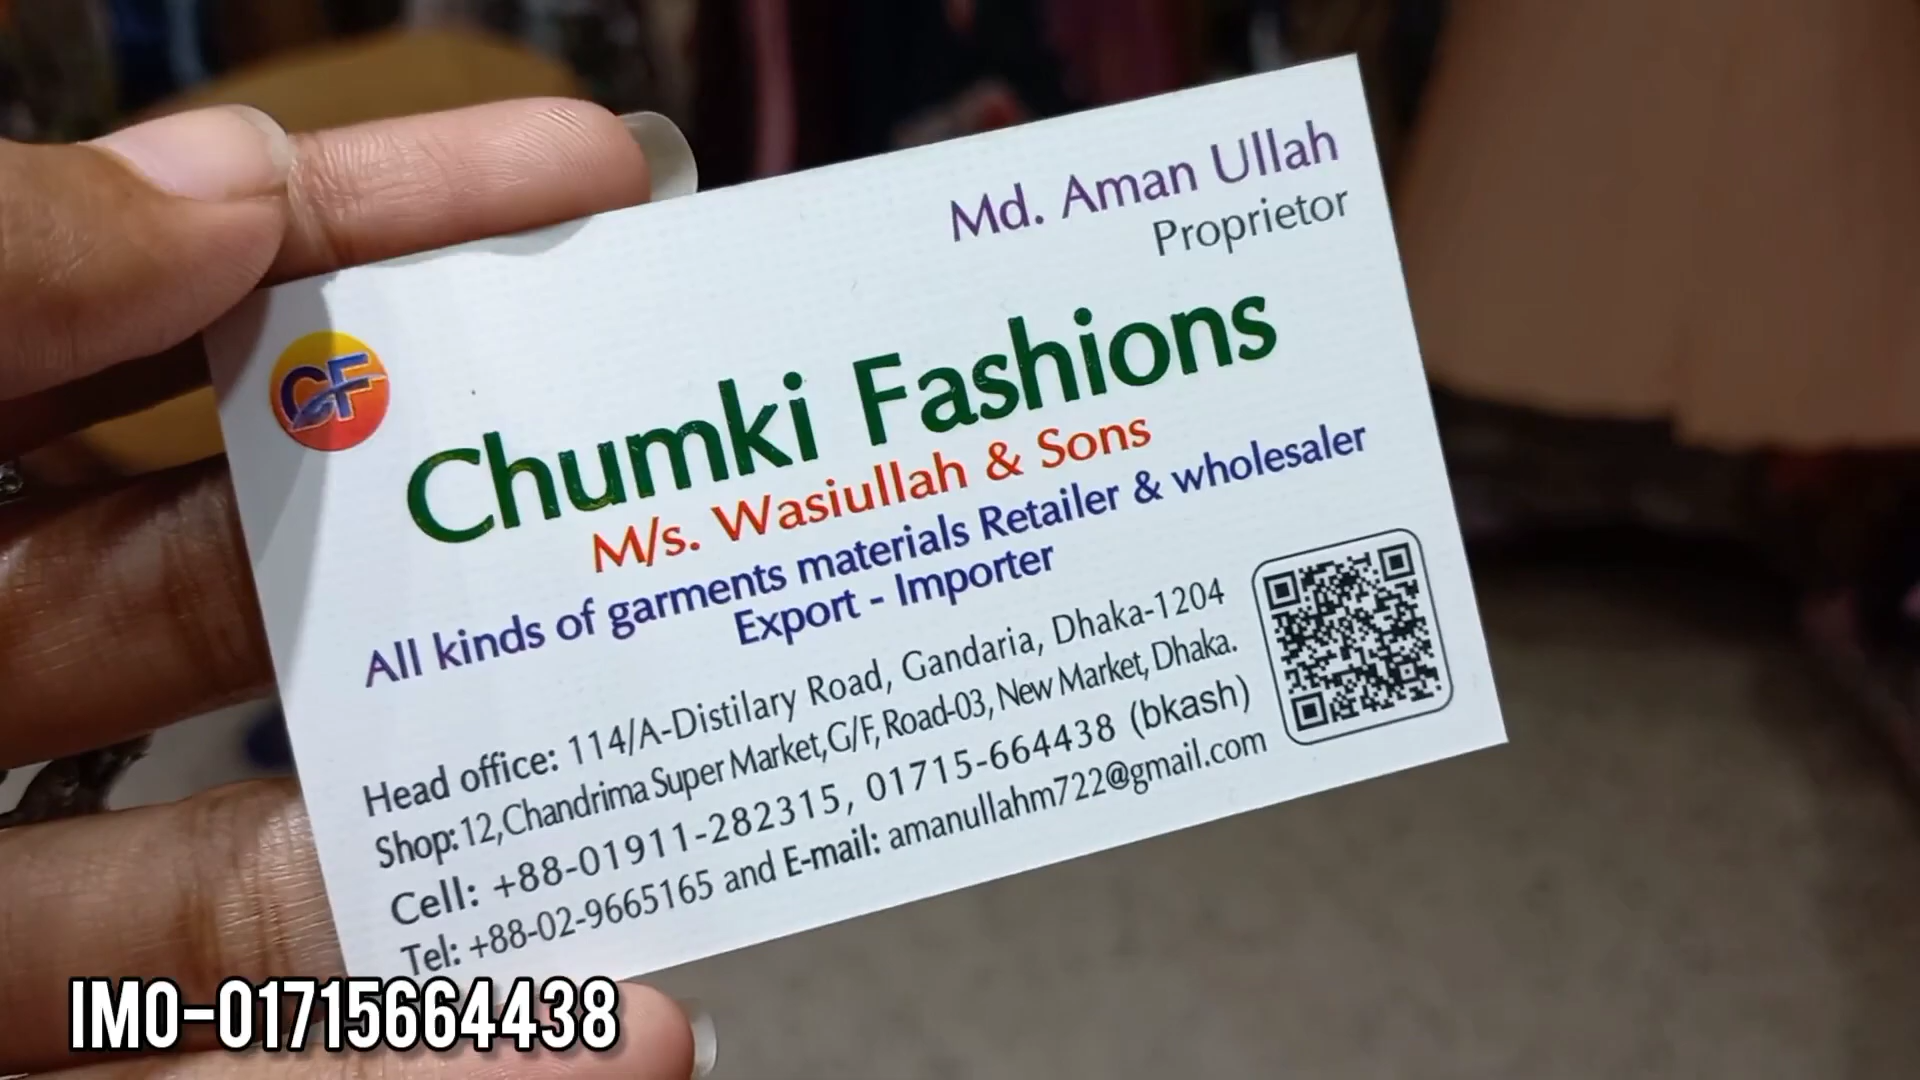 Md. Aman Ullah
Proprietor
CF
Chumki Fashions
M/s. Wasiullah & Sons
All kinds of garments materials Retailer & wholesaler
Export - Importer
Head office: 114/A-Distilary Road, Gandaria, Dhaka-1204
Shop: 12, Chandrima Super Market, G/F, Road-03, New Market, Dhaka.
Cell: +88-01911-282315, 01715-664438 (bkash)
Tel: +88-02-9665165 and E-mail: amanullahm722@gmail.com
IMO-01715664438